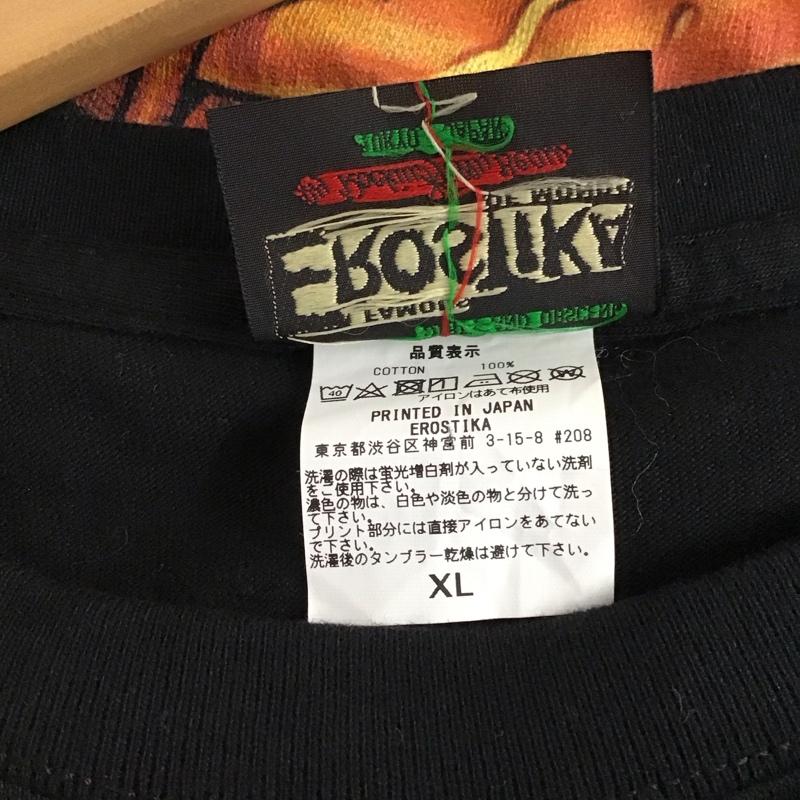 EROSTIKA
品質表示
COTTON 100%
40
アイロンはあて布使用
PRINTED IN JAPAN
EROSTIKA
東京都渋谷区神宮前 3-15-8 #208
洗濯の際は蛍光増白剤が入っていない洗剤
をご使用下さい。
濃色の物は、白色や淡色の物と分けて洗っ
て下さい。
プリント部分には直接アイロンをあてない
で下さい。
洗濯後のタンブラー乾燥は避けて下さい。
XL